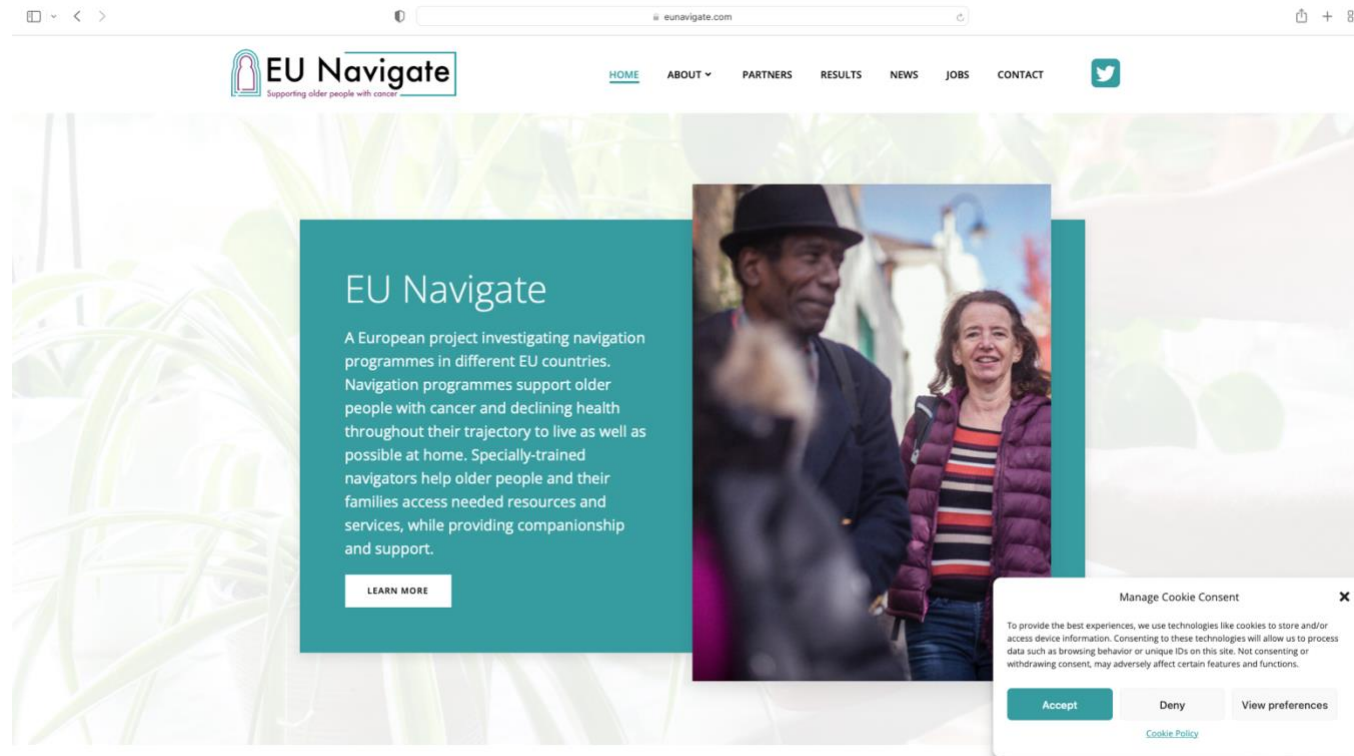 eunavigate.com
EU Navigate
Supporting older people with cancer
HOME
ABOUT
PARTNERS
RESULTS
NEWS
JOBS
CONTACT
EU Navigate
A European project investigating navigation
programmes in different EU countries.
Navigation programmes support older
people with cancer and declining health
throughout their trajectory to live as well as
possible at home. Specially-trained
navigators help older people and their
families access needed resources and
services, while providing companionship
and support.
LEARN MORE
Manage Cookie Consent
To provide the best experiences, we use technologies like cookies to store and/or
access device information. Consenting to these technologies will allow us to process
data such as browsing behavior or unique IDs on this site. Not consenting or
withdrawing consent, may adversely affect certain features and functions.
Accept
Deny
View preferences
Cookie Policy